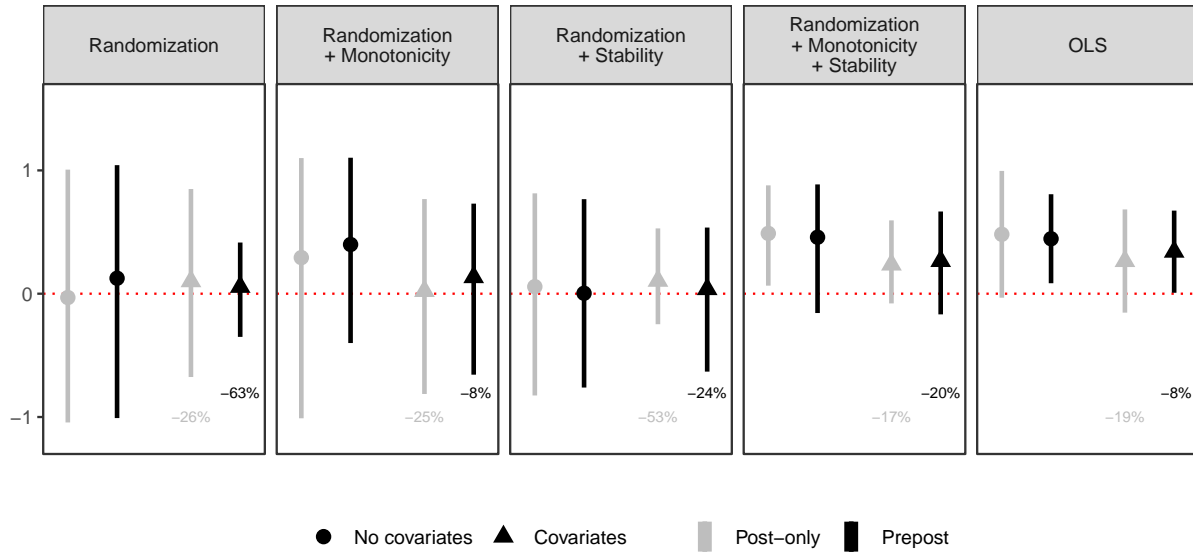 Randomization
Randomization
+ Monotonicity
Randomization
+ Stability
Randomization
+ Monotonicity
+ Stability
OLS
1
0
−1
−63%
−26%
−8%
−25%
−24%
−53%
−20%
−17%
−8%
−19%
No covariates
Covariates
Post−only
Prepost